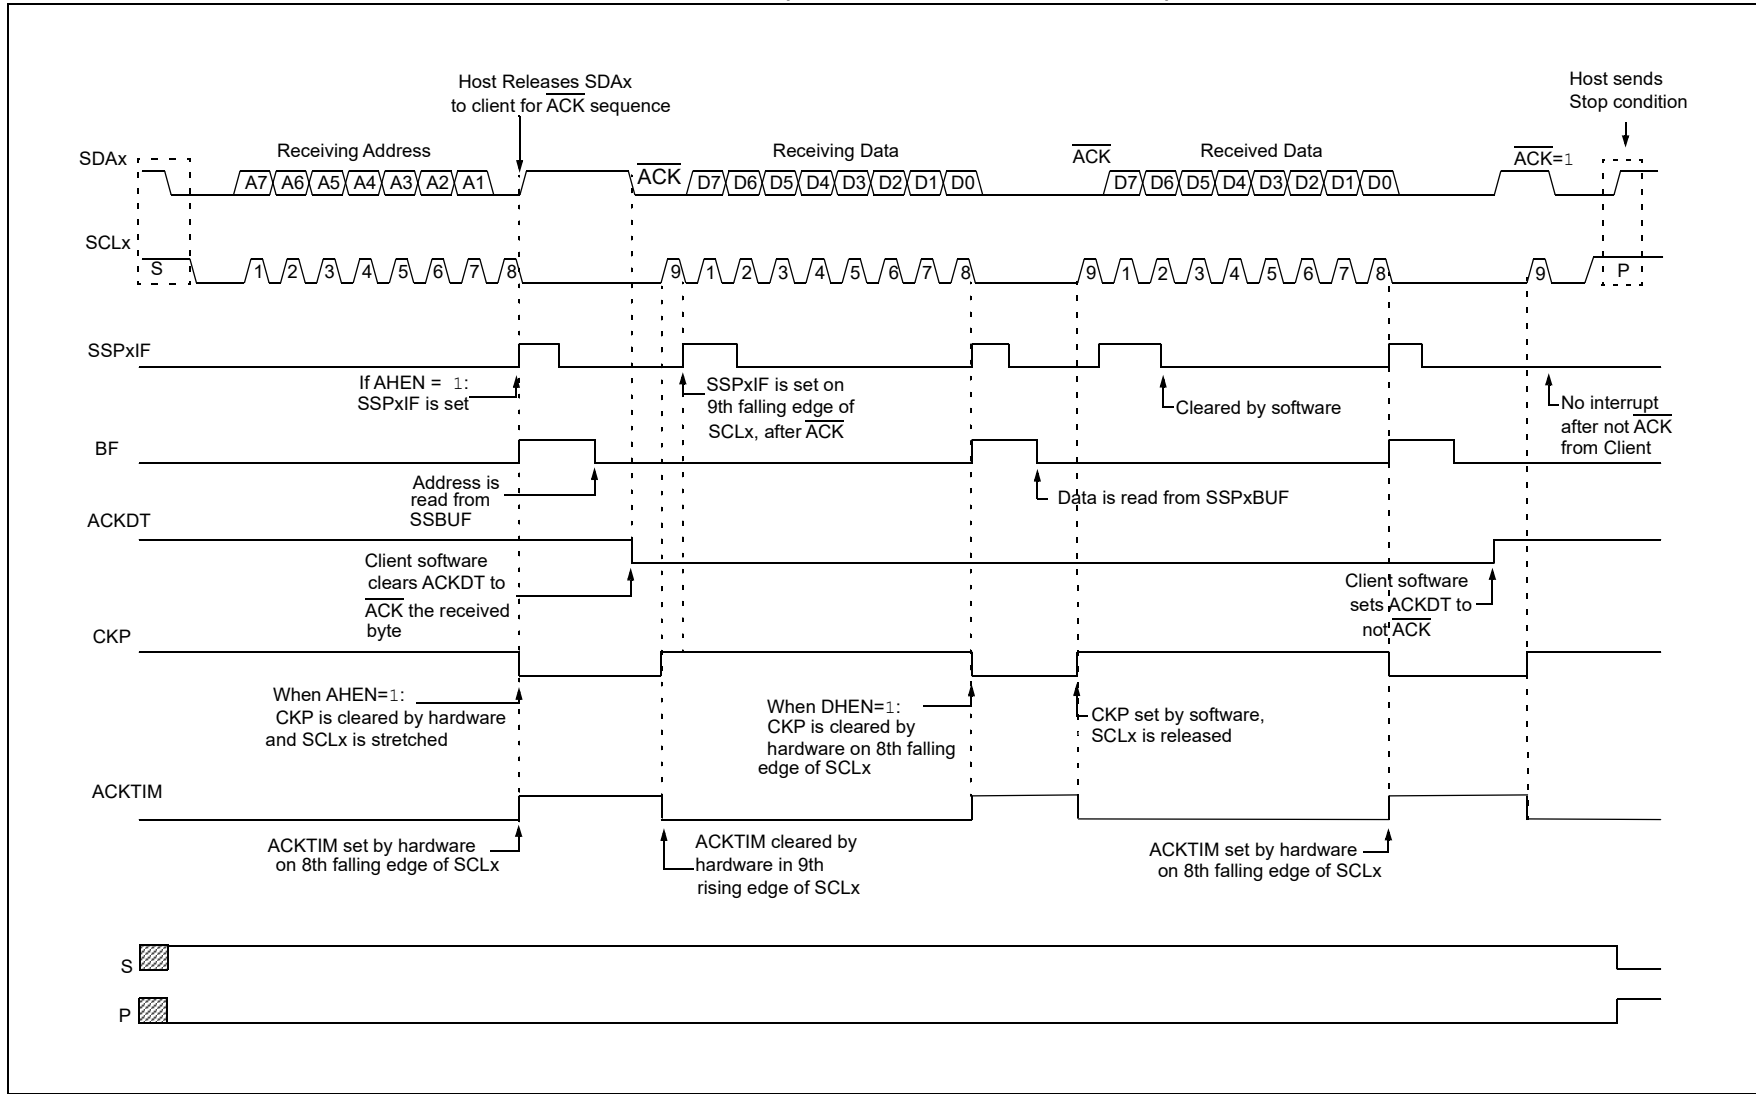 Host Releases SDAx
to client for ACK sequence
Host sends
Stop condition
SDAx
Receiving Address
Receiving Data
ACK
Received Data
ACK=1
A7 A6 A5 A4 A3 A2 A1
ACK
D7 D6 D5 D4 D3 D2 D1 D0
D7 D6 D5 D4 D3 D2 D1 D0
SCLx
S
1 2 3 4 5 6 7 8
9 1 2 3 4 5 6 7 8
9 1 2 3 4 5 6 7 8
9
P
SSPxIF
If AHEN = 1:
SSPxIF is set
SSPxIF is set on
9th falling edge of
SCLx, after ACK
Cleared by software
No interrupt
after not ACK
from Client
BF
Address is
read from
SSBUF
Data is read from SSPxBUF
ACKDT
Client software
clears ACKDT to
ACK the received
byte
Client software
sets ACKDT to
not ACK
CKP
When AHEN=1:
CKP is cleared by hardware
and SCLx is stretched
When DHEN=1:
CKP is cleared by
hardware on 8th falling
edge of SCLx
CKP set by software,
SCLx is released
ACKTIM
ACKTIM set by hardware
on 8th falling edge of SCLx
ACKTIM cleared by
hardware in 9th
rising edge of SCLx
ACKTIM set by hardware
on 8th falling edge of SCLx
S
P